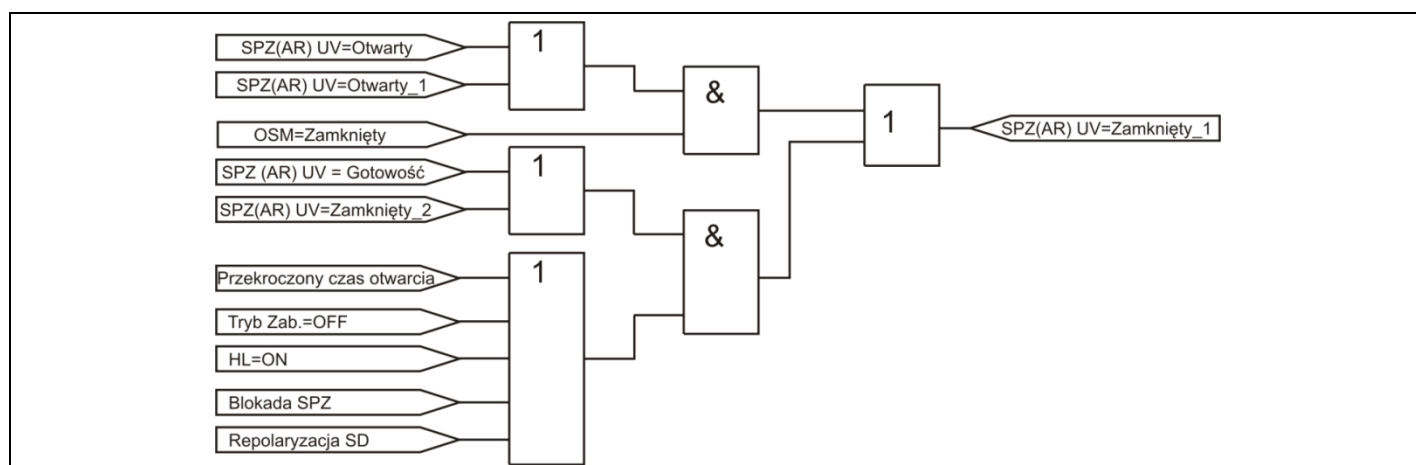 SPZ(AR) UV=Otwarty
1
SPZ(AR) UV=Otwarty_1
&
1
SPZ(AR) UV=Zamknięty_1
OSM=Zamknięty
SPZ (AR) UV = Gotowość
1
SPZ(AR) UV=Zamknięty_2
&
Przekroczony czas otwarcia
1
Tryb Zab.=OFF
HL=ON
Blokada SPZ
Repolaryzacja SD